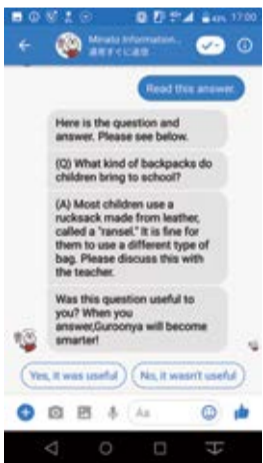 17:00
Minato Information...
Read this answer.
Here is the question and
answer. Please see below.
(Q) What kind of backpacks do
children bring to school?
(A) Most children use a
rucksack made from leather,
called a "ransel." It is fine for
them to use a different type of
bag. Please discuss this with
the teacher.
Was this question useful to
you? When you
answer,Guroonya will become
smarter!
Yes, it was useful
No, it wasn't useful
Aa